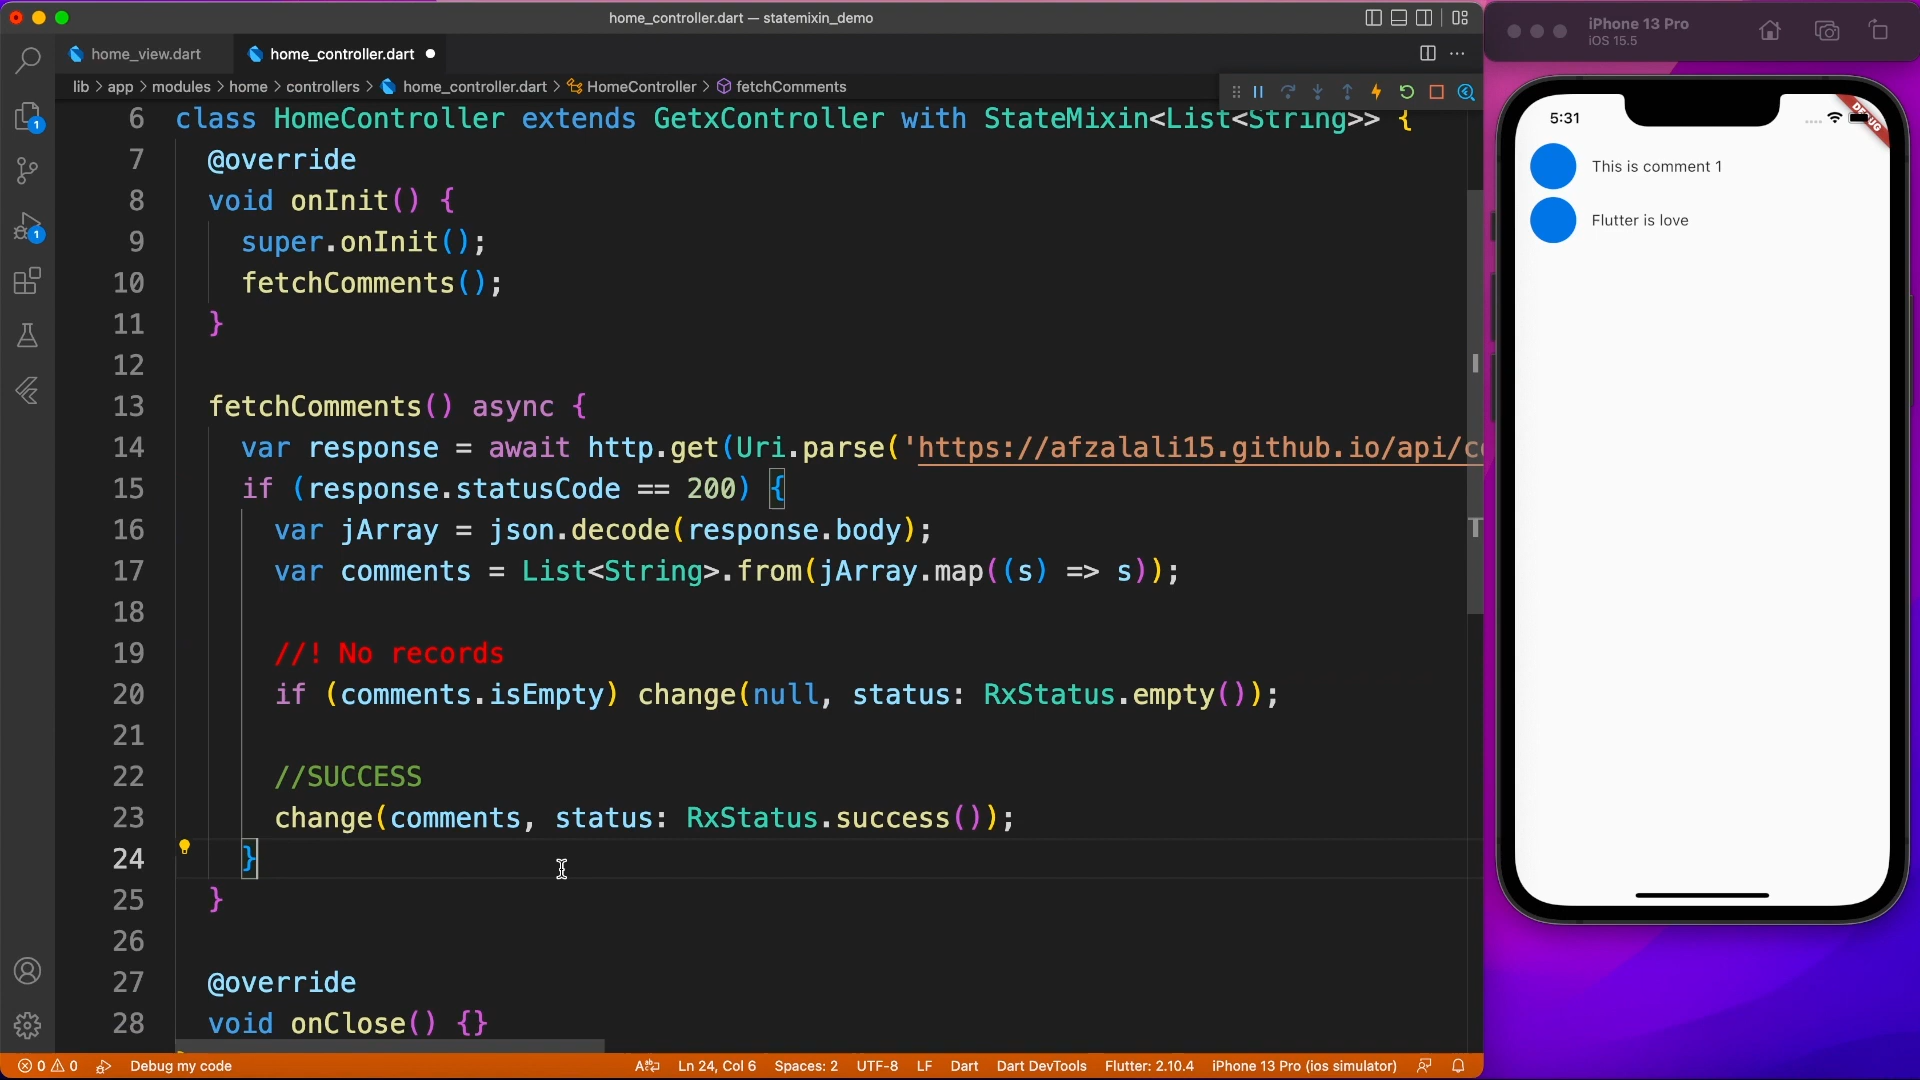 home_controller.dart — statemixin_demo
home_view.dart
home_controller.dart
lib > app > modules > home > controllers > home_controller.dart > HomeController > fetchComments
6 class HomeController extends GetxController with StateMixin<List<String>> {
7 @override
8 void onInit() {
9 super.onInit();
10 fetchComments();
11 }
12
13 fetchComments() async {
14 var response = await http.get(Uri.parse('https://afzalali15.github.io/api/c
15 if (response.statusCode == 200) {
16 var jArray = json.decode(response.body);
17 var comments = List<String>.from(jArray.map((s) => s));
18
19 //! No records
20 if (comments.isEmpty) change(null, status: RxStatus.empty());
21
22 //SUCCESS
23 change(comments, status: RxStatus.success());
24 }
25 }
26
27 @override
28 void onClose() {}
1
1
0 0 Debug my code Ln 24, Col 6 Spaces: 2 UTF-8 LF Dart Dart DevTools Flutter: 2.10.4 iPhone 13 Pro (ios simulator)
iPhone 13 Pro
iOS 15.5
5:31
This is comment 1
Flutter is love